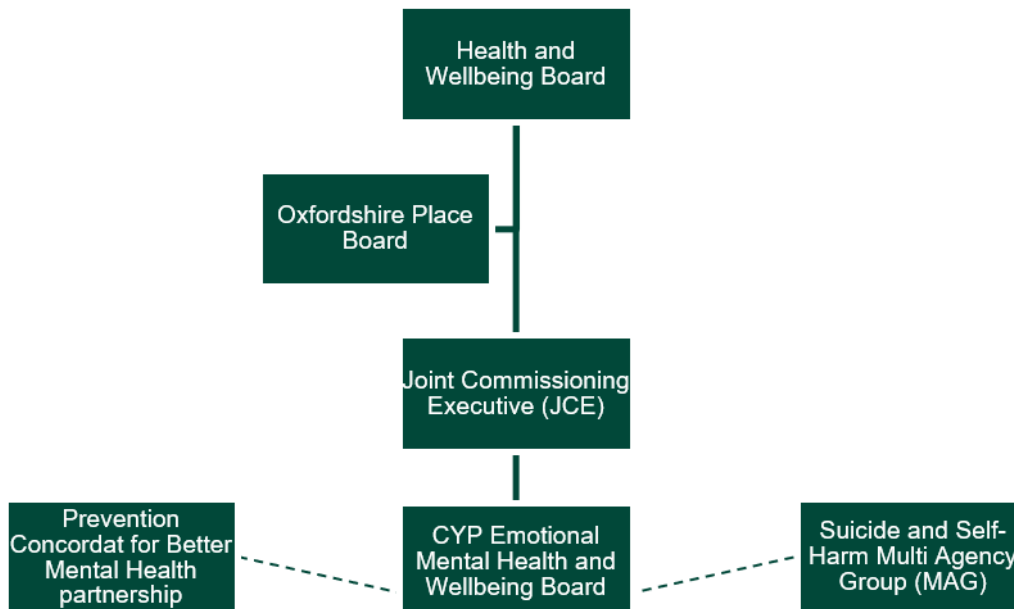 Health and
Wellbeing Board
Oxfordshire Place
Board
Joint Commissioning
Executive (JCE)
Prevention
Concordat for Better
Mental Health
partnership
CYP Emotional
Mental Health and
Wellbeing Board
Suicide and Self-
Harm Multi Agency
Group (MAG)